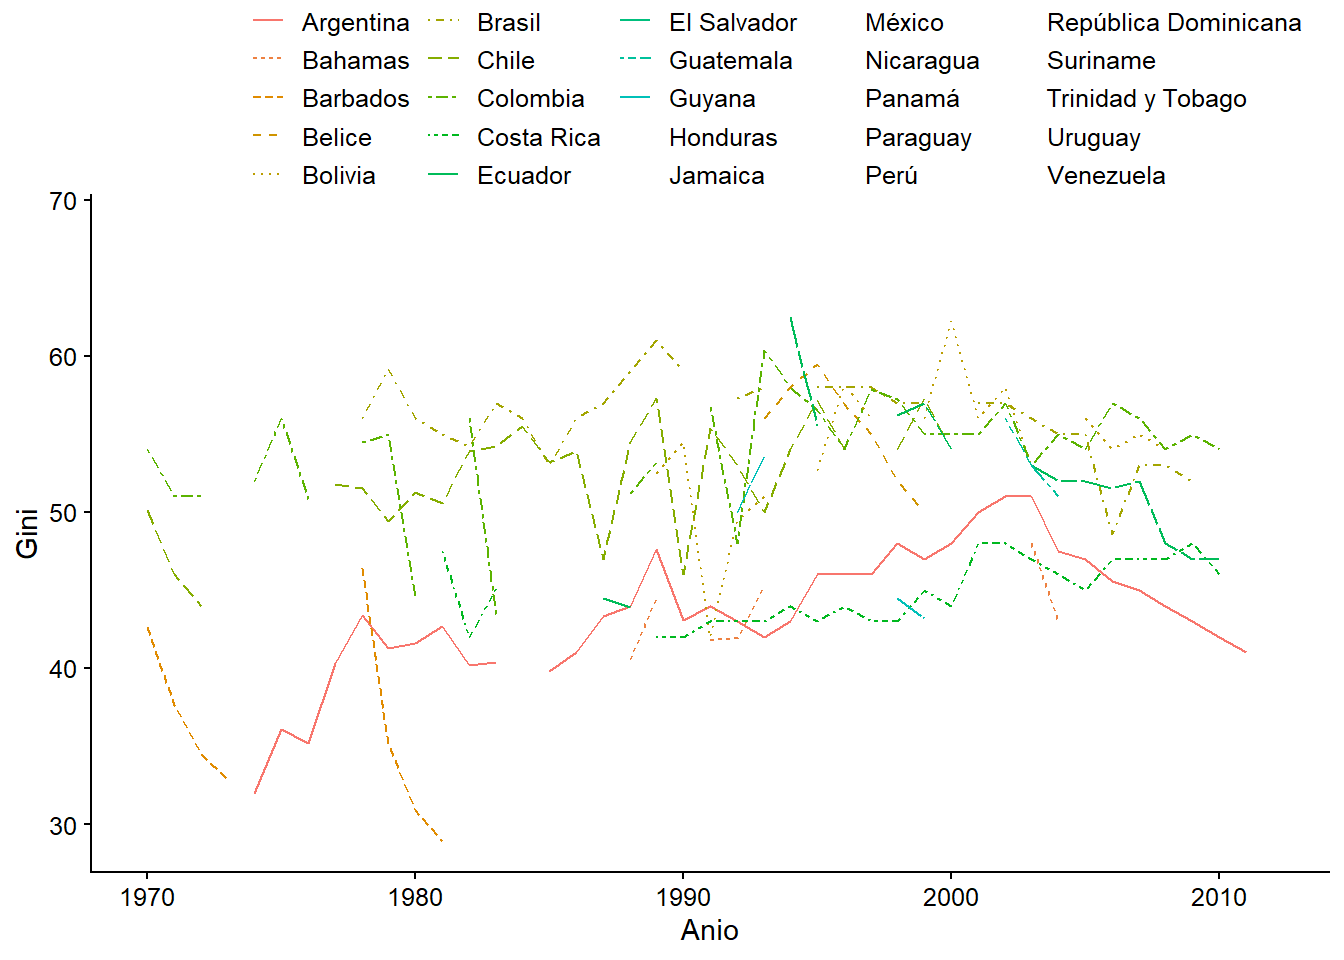 Argentina Brasil El Salvador México República Dominicana
Bahamas Chile Guatemala Nicaragua Suriname
Barbados Colombia Guyana Panamá Trinidad y Tobago
Belice Costa Rica Honduras Paraguay Uruguay
Bolivia Ecuador Jamaica Perú Venezuela
70
60
50
40
30
Gini
1970 1980 1990 2000 2010
Anio